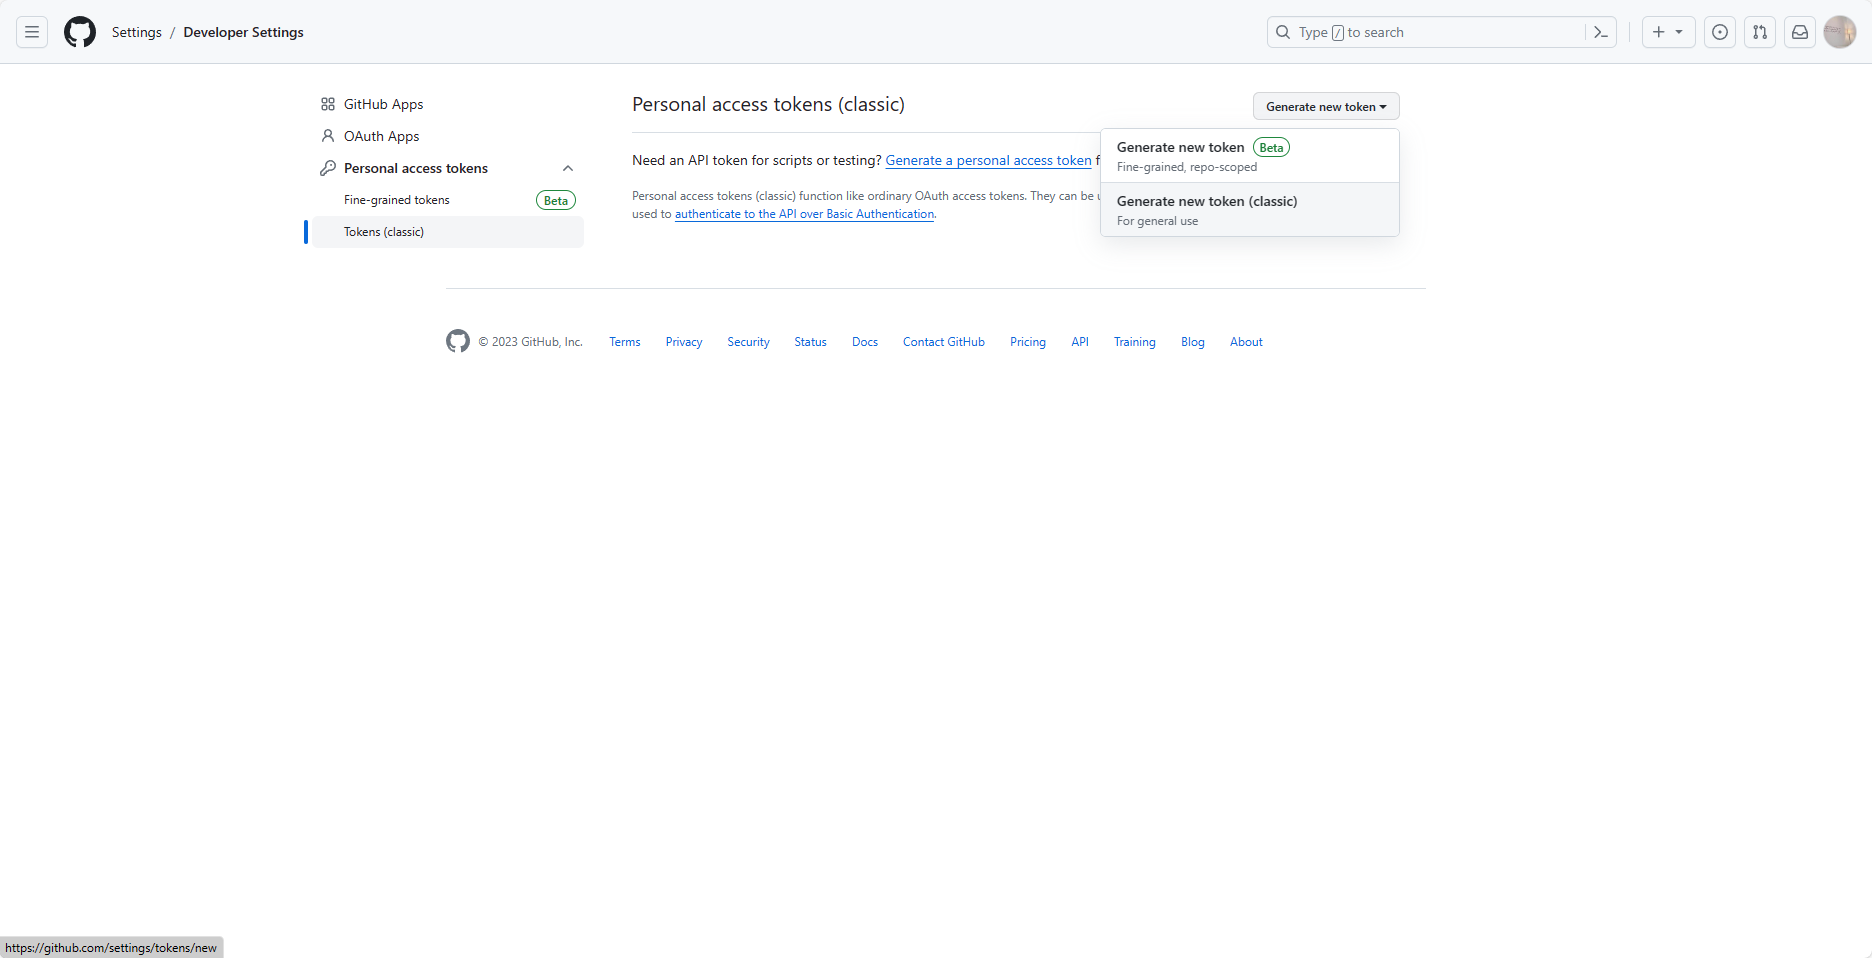 Settings / Developer Settings
Type / to search
GitHub Apps
OAuth Apps
Personal access tokens
Fine-grained tokens Beta
Tokens (classic)
Personal access tokens (classic)
Generate new token
Need an API token for scripts or testing? Generate a personal access token f
Personal access tokens (classic) function like ordinary OAuth access tokens. They can be u
used to authenticate to the API over Basic Authentication.
Generate new token Beta
Fine-grained, repo-scoped
Generate new token (classic)
For general use
© 2023 GitHub, Inc. Terms Privacy Security Status Docs Contact GitHub Pricing API Training Blog About
https://github.com/settings/tokens/new